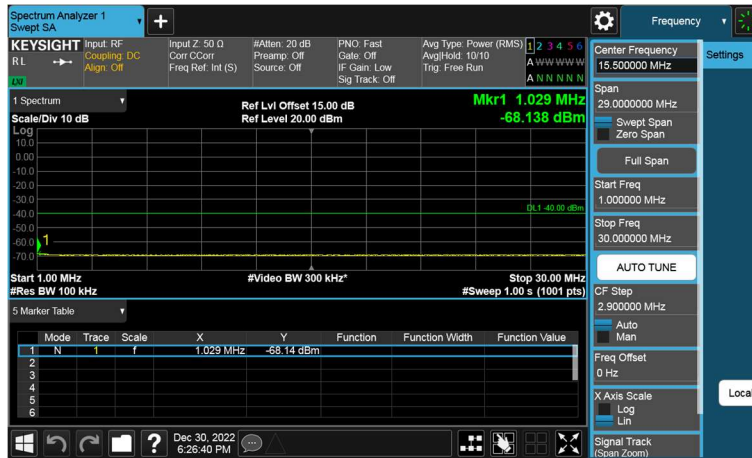 Spectrum Analyzer 1
Swept SA
Frequency
KEYSIGHT
RL
LXI
Input: RF
Coupling: DC
Align: Off
Input Z: 50 Ω
Corr CCorr
Freq Ref: Int (S)
#Atten: 20 dB
Preamp: Off
Source: Off
PNO: Fast
Gate: Off
IF Gain: Low
Sig Track: Off
Avg Type: Power (RMS)
Avg|Hold: 10/10
Trig: Free Run
1 2 3 4 5 6
A W W W W W
A N N N N N
1 Spectrum
Scale/Div 10 dB
Ref Lvl Offset 15.00 dB
Ref Level 20.00 dBm
Mkr1 1.029 MHz
-68.138 dBm
Log
10.0
0.00
-10.0
-20.0
-30.0
-40.0
-50.0
-60.0
-70.0
DL1 -40.00 dBm
1
Start 1.00 MHz
#Res BW 100 kHz
#Video BW 300 kHz*
Stop 30.00 MHz
#Sweep 1.00 s (1001 pts)
5 Marker Table
Mode Trace Scale X Y Function Function Width Function Value
1 N 1 f 1.029 MHz -68.14 dBm
2
3
4
5
6
Dec 30, 2022
6:26:40 PM
Center Frequency
15.500000 MHz
Settings
Span
29.0000000 MHz
Swept Span
Zero Span
Full Span
Start Freq
1.000000 MHz
Stop Freq
30.000000 MHz
AUTO TUNE
CF Step
2.900000 MHz
Auto
Man
Freq Offset
0 Hz
X Axis Scale
Log
Lin
Local
Signal Track
(Span Zoom)